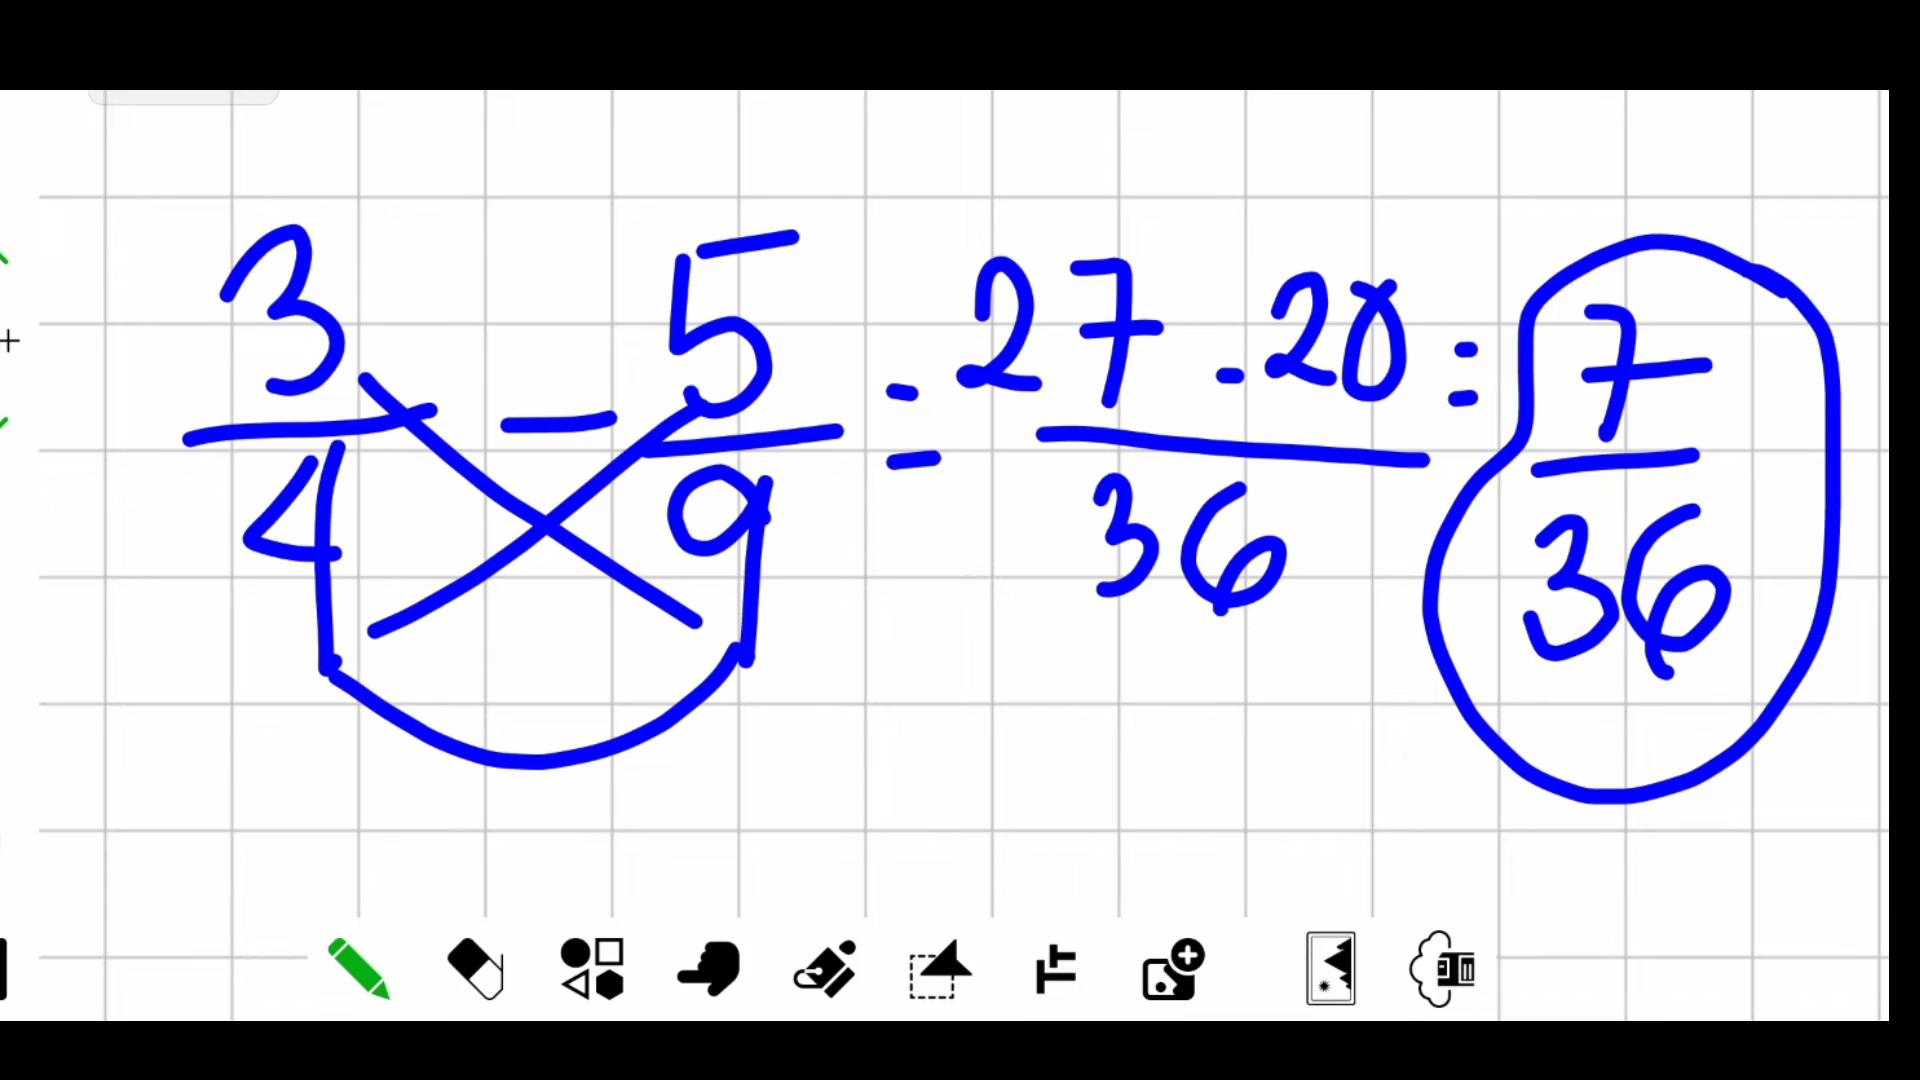 3/4 - 5/9 = 27 - 20/36 = 7/36